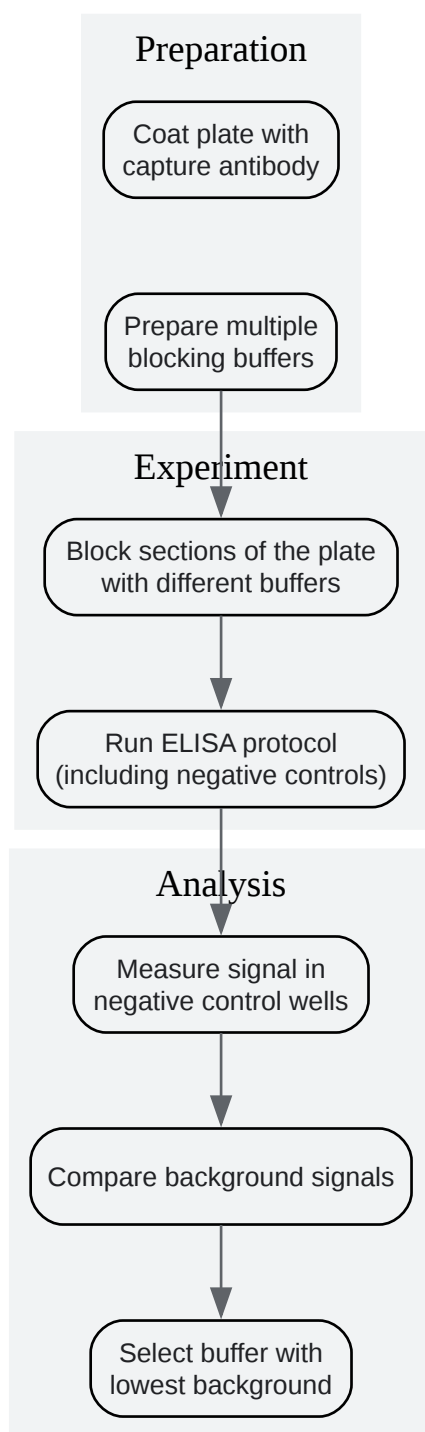 Preparation
Coat plate with
capture antibody
Prepare multiple
blocking buffers
Experiment
Block sections of the plate
with different buffers
Run ELISA protocol
(including negative controls)
Analysis
Measure signal in
negative control wells
Compare background signals
Select buffer with
lowest background